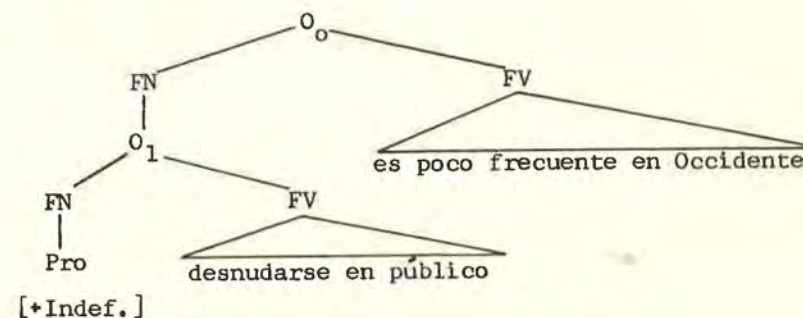 O₀
FN FV
O₁
es poco frecuente en Occidente
FN FV
Pro
desnudarse en público
[+Indef.]